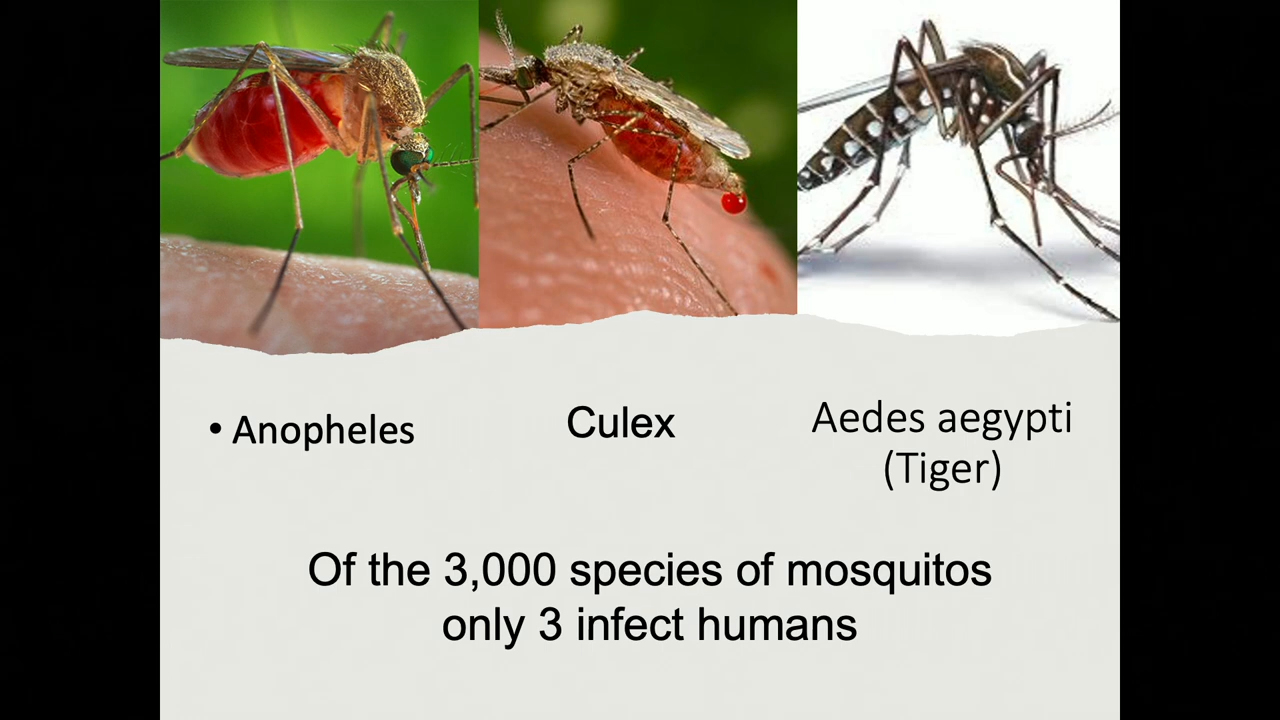 • Anopheles
Culex
Aedes aegypti
(Tiger)
Of the 3,000 species of mosquitos
only 3 infect humans